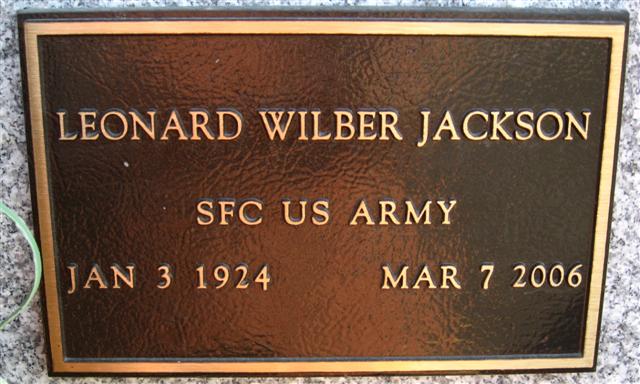 LEONARD WILBER JACKSON
SFC US ARMY
JAN 3 1924 MAR 7 2006